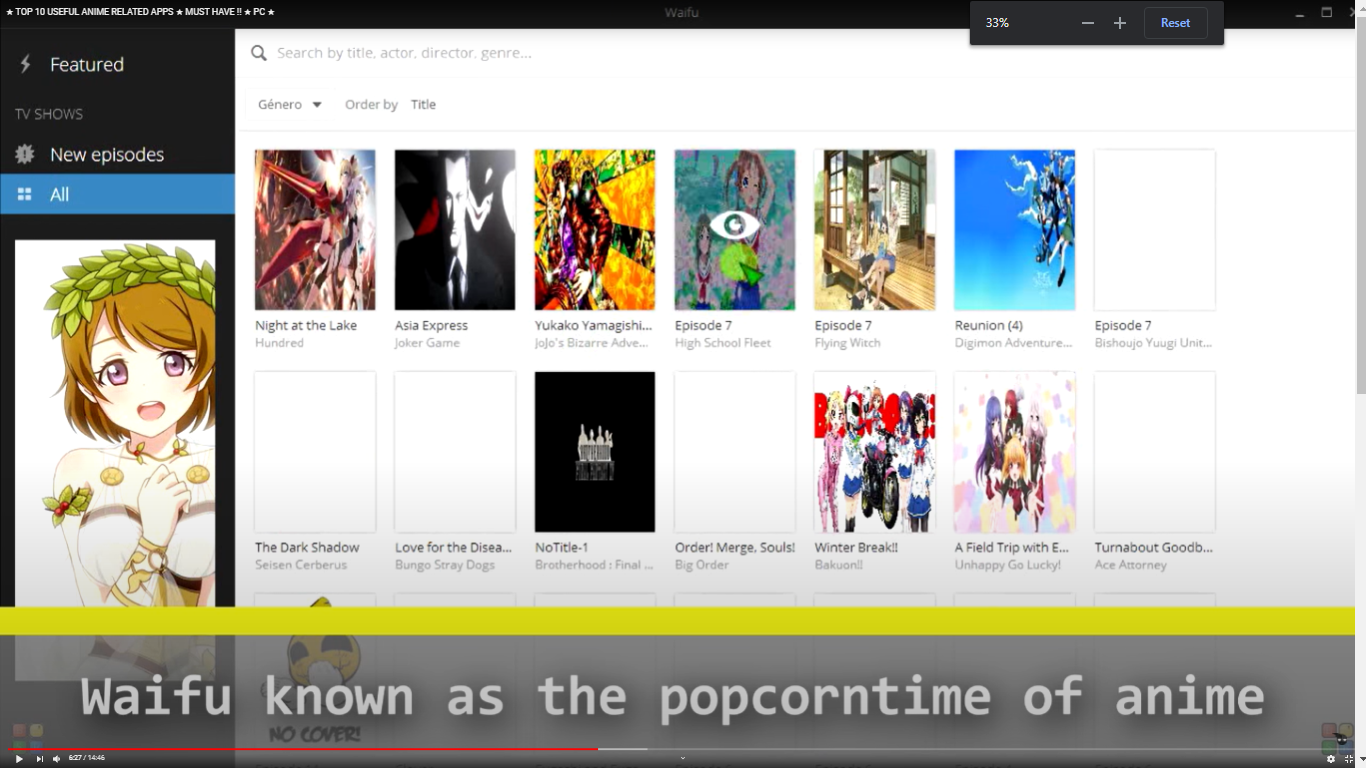 ★ TOP 10 USEFUL ANIME RELATED APPS ★ MUST HAVE !! ★ PC ★
Waifu
33%
Reset
Featured
Search by title, actor, director, genre...
Género
Order by Title
TV SHOWS
New episodes
All
Night at the Lake
Hundred
Asia Express
Joker Game
Yukako Yamagishi...
JoJo's Bizarre Adve...
Episode 7
High School Fleet
Episode 7
Flying Witch
Reunion (4)
Digimon Adventure...
Episode 7
Bishoujo Yuugi Unit...
The Dark Shadow
Seisen Cerberus
Love for the Disea...
Bungo Stray Dogs
NoTitle-1
Brotherhood : Final ...
Order! Merge, Souls!
Big Order
Winter Break!!
Bakuon!!
A Field Trip with E...
Unhappy Go Lucky!
Turnabout Goodb...
Ace Attorney
Waifu known as the popcorntime of anime
NO COVER!
6:27 / 14:46